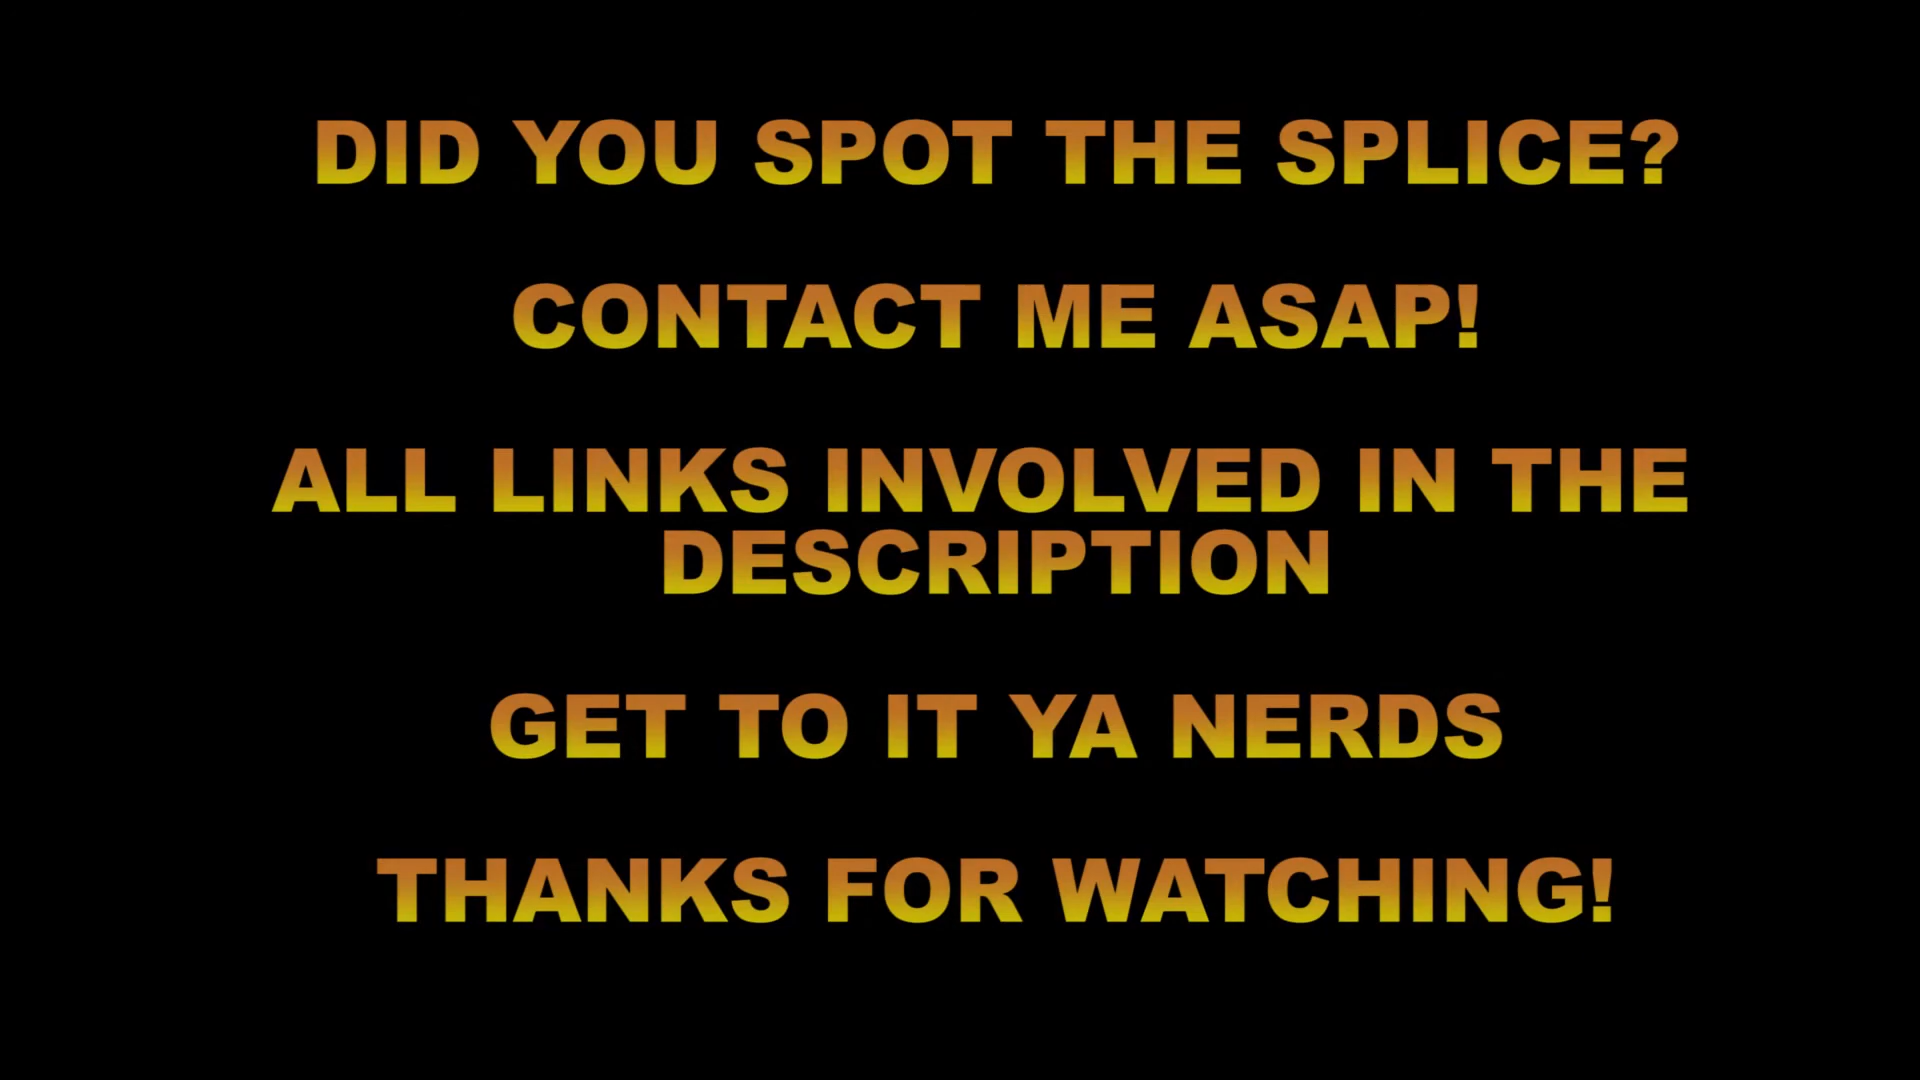 DID YOU SPOT THE SPLICE?
CONTACT ME ASAP!
ALL LINKS INVOLVED IN THE
DESCRIPTION
GET TO IT YA NERDS
THANKS FOR WATCHING!